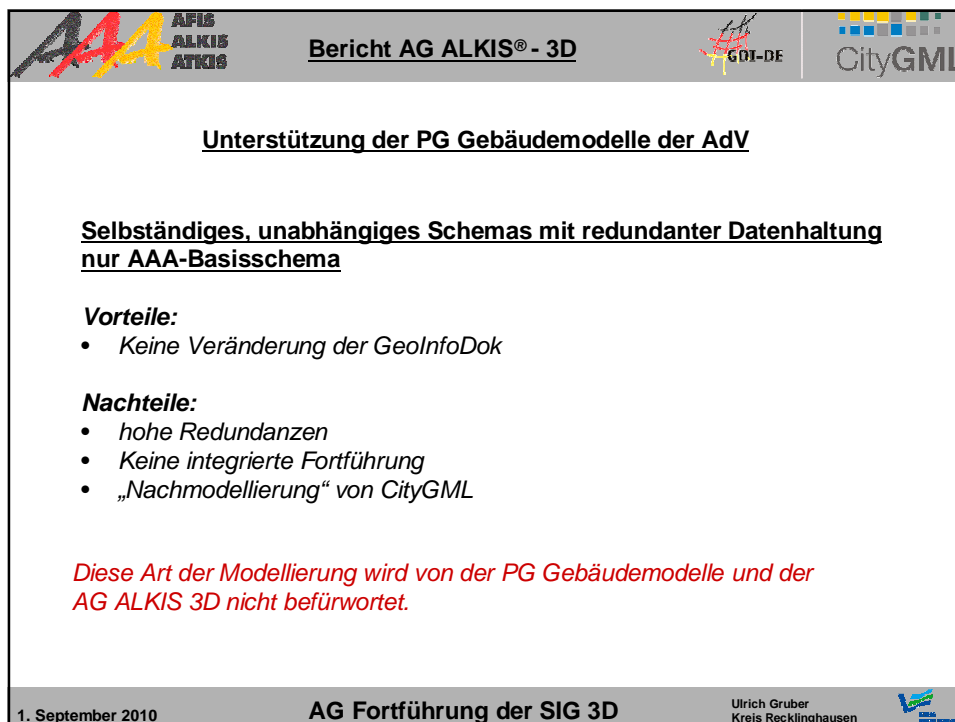 AFIS
ALKIS
ATKIS
Bericht AG ALKIS® - 3D
GDI-DE
CityGML
Unterstützung der PG Gebäudemodelle der AdV
Selbständiges, unabhängiges Schemas mit redundanter Datenhaltung
nur AAA-Basisschema
Vorteile:
• Keine Veränderung der GeoInfoDok
Nachteile:
• hohe Redundanzen
• Keine integrierte Fortführung
• „Nachmodellierung“ von CityGML
Diese Art der Modellierung wird von der PG Gebäudemodelle und der
AG ALKIS 3D nicht befürwortet.
1. September 2010
AG Fortführung der SIG 3D
Ulrich Gruber
Kreis Recklinghausen